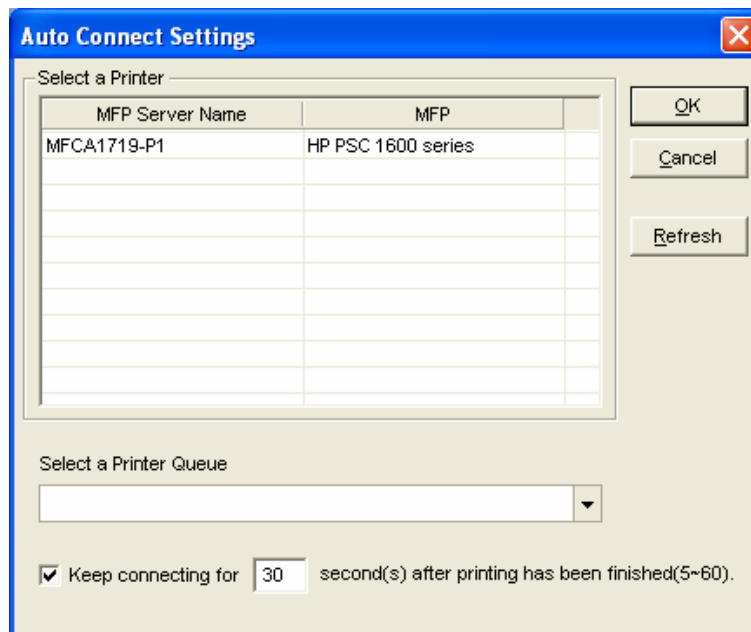 Auto Connect Settings
Select a Printer
MFP Server Name MFP
MFCA1719-P1 HP PSC 1600 series
OK
Cancel
Refresh
Select a Printer Queue
Keep connecting for 30 second(s) after printing has been finished(5~60).